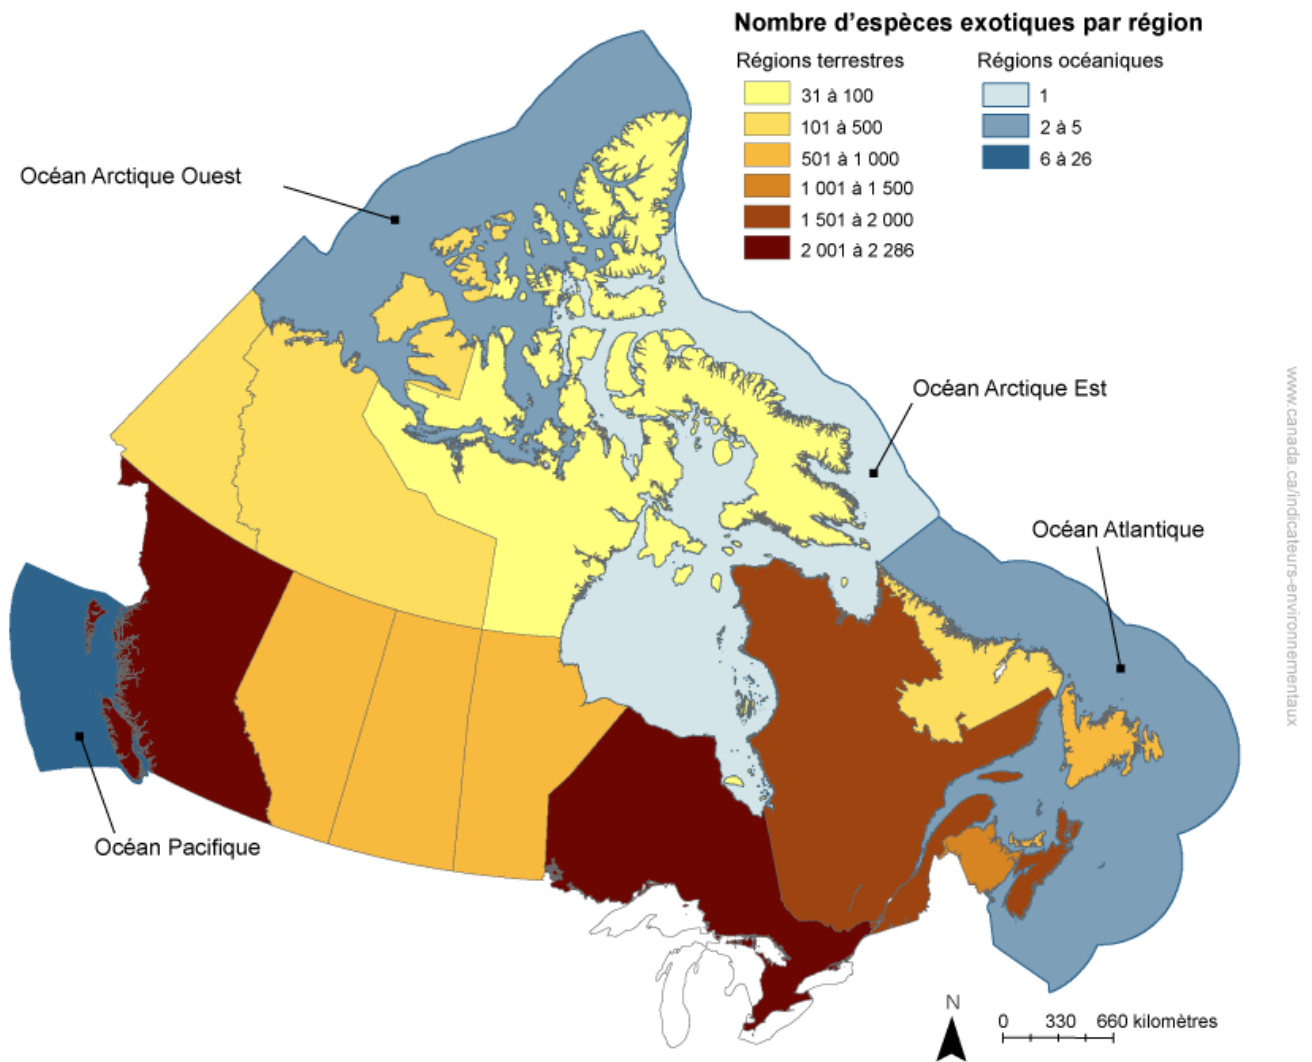 Nombre d'espèces exotiques par région
Régions terrestres
31 à 100
101 à 500
501 à 1 000
1 001 à 1 500
1 501 à 2 000
2 001 à 2 286
Régions océaniques
1
2 à 5
6 à 26
Océan Arctique Ouest
Océan Arctique Est
Océan Atlantique
Océan Pacifique
N
0 330 660 kilomètres
www.canada.ca/indicateurs-environnementaux